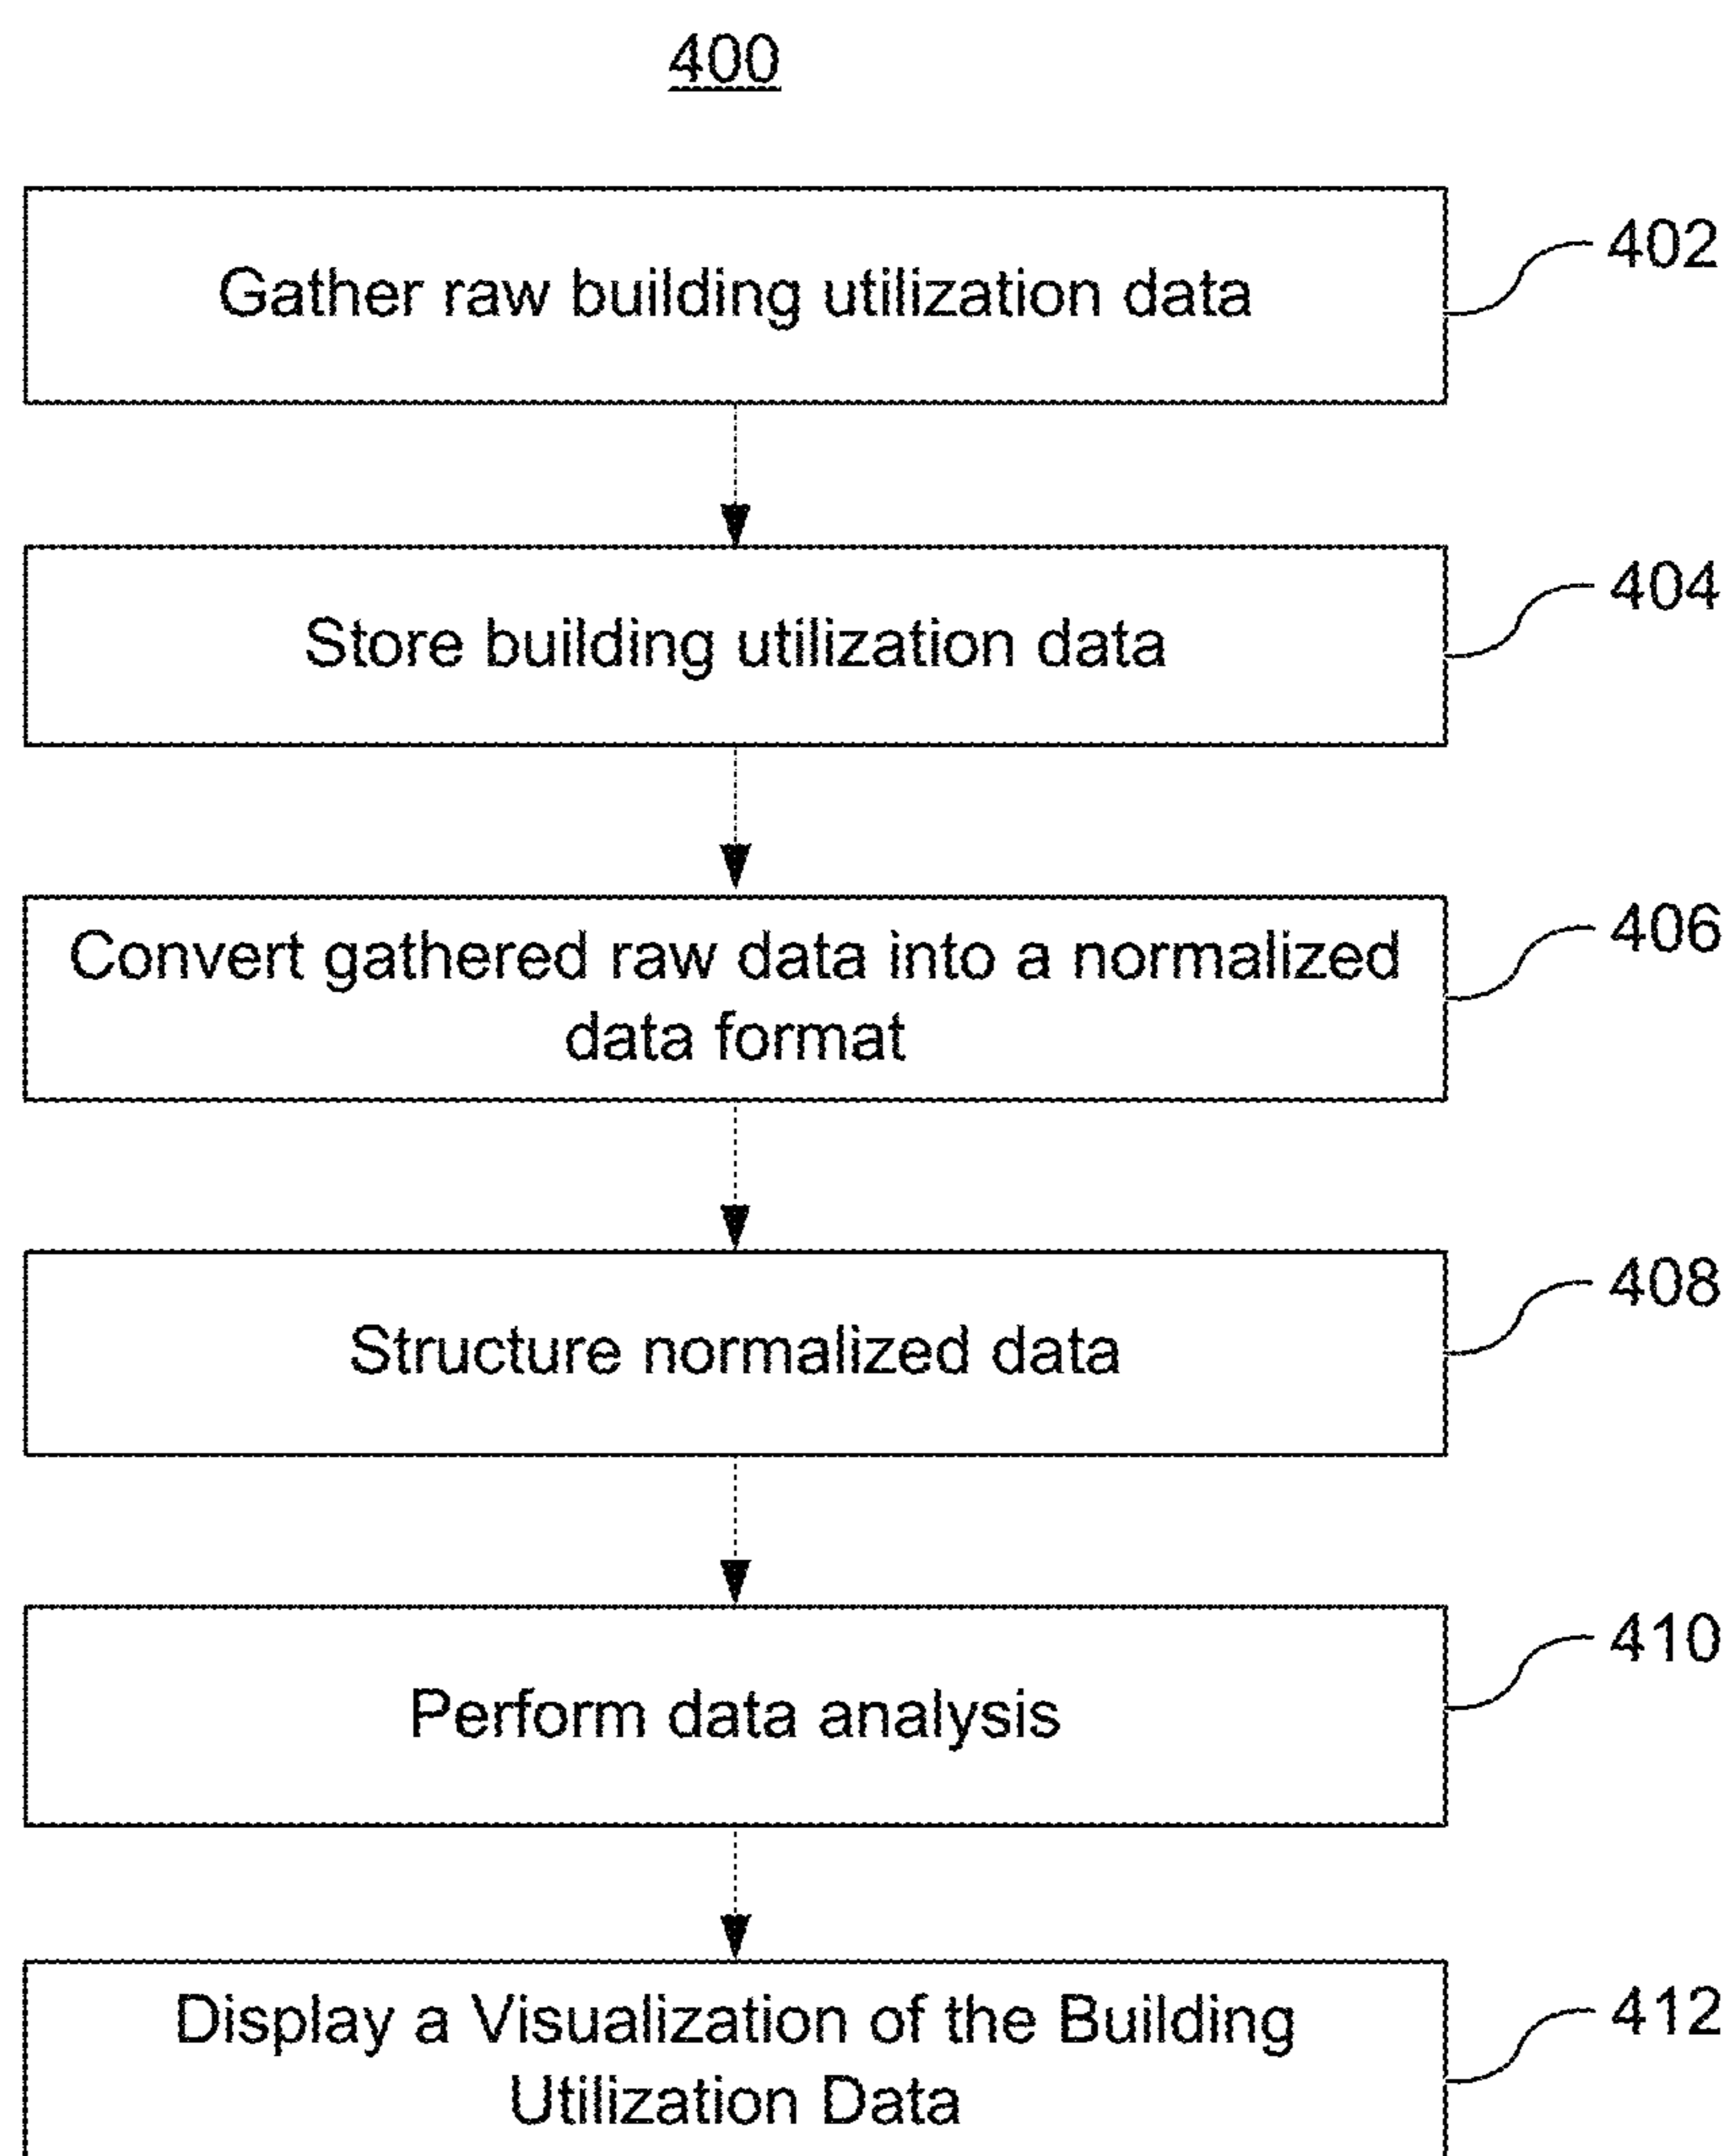 400
Gather raw building utilization data
402
Store building utilization data
404
Convert gathered raw data into a normalized
data format
406
Structure normalized data
408
Perform data analysis
410
Display a Visualization of the Building
Utilization Data
412